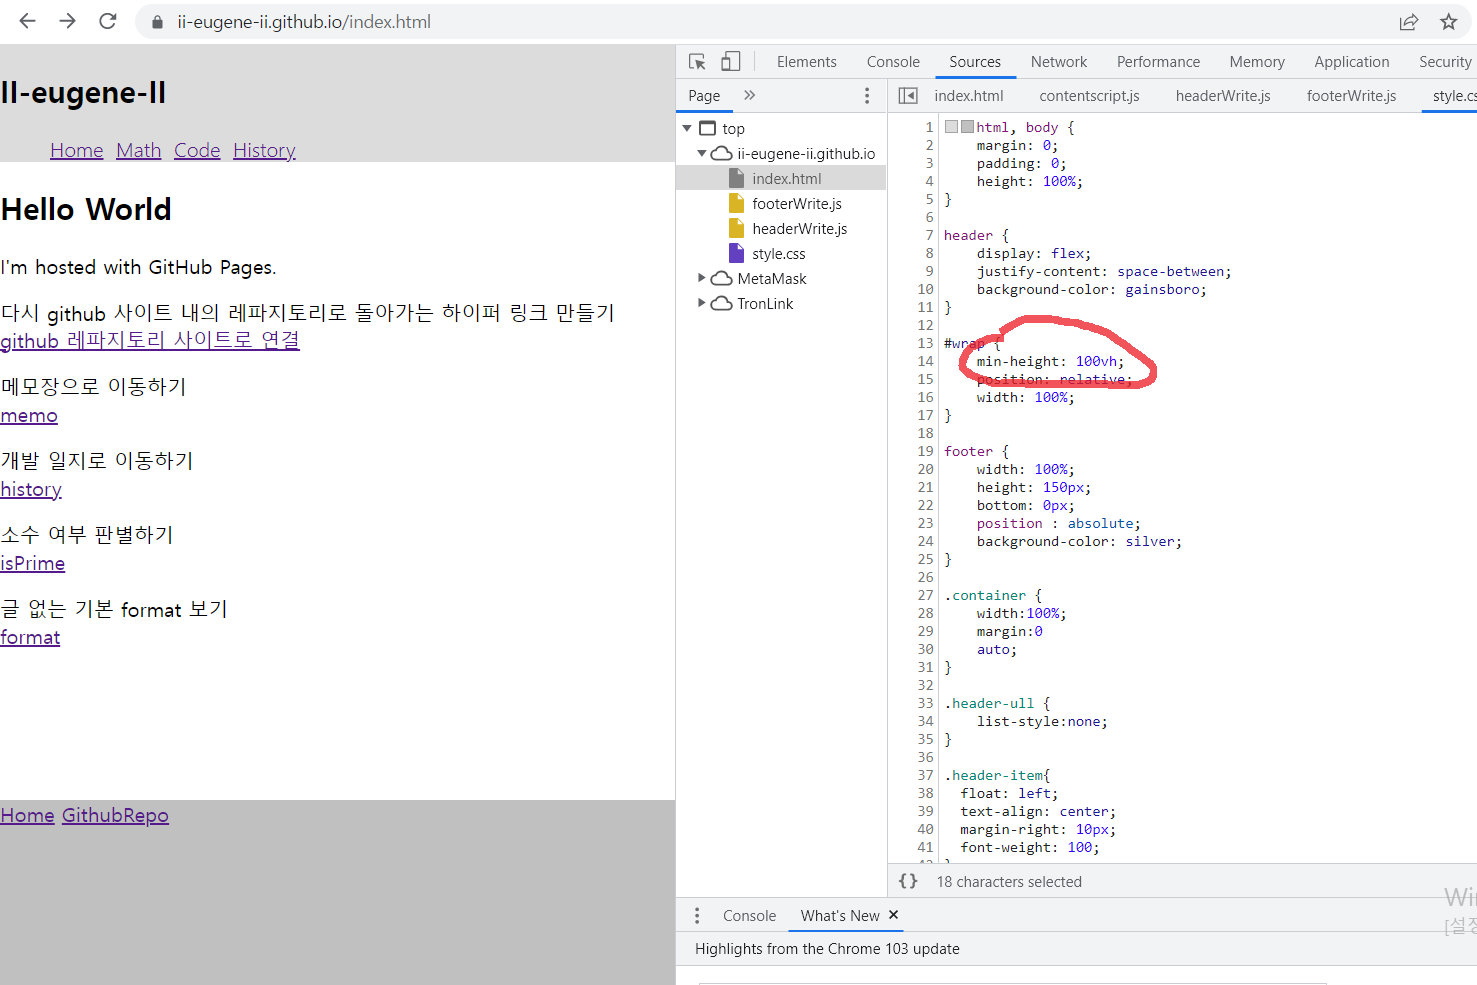 ii-eugene-ii.github.io/index.html
II-eugene-II
Home Math Code History
Hello World
I'm hosted with GitHub Pages.
다시 github 사이트 내의 레파지토리로 돌아가는 하이퍼 링크 만들기
github 레파지토리 사이트로 연결
메모장으로 이동하기
memo
개발 일지로 이동하기
history
소수 여부 판별하기
isPrime
글 없는 기본 format 보기
format
Home GithubRepo
Elements Console Sources Network Performance Memory Application Security
Page »
top
ii-eugene-ii.github.io
index.html
footerWrite.js
headerWrite.js
style.css
MetaMask
TronLink
index.html contentscript.js headerWrite.js footerWrite.js style.cs
1 html, body {
2 margin: 0;
3 padding: 0;
4 height: 100%;
5 }
6
7 header {
8 display: flex;
9 justify-content: space-between;
10 background-color: gainsboro;
11 }
12
13 #wrap {
14 min-height: 100vh;
15 position: relative;
16 width: 100%;
17 }
18
19 footer {
20 width: 100%;
21 height: 150px;
22 bottom: 0px;
23 position : absolute;
24 background-color: silver;
25 }
26
27 .container {
28 width:100%;
29 margin:0
30 auto;
31 }
32
33 .header-ull {
34 list-style:none;
35 }
36
37 .header-item{
38 float: left;
39 text-align: center;
40 margin-right: 10px;
41 font-weight: 100;
{} 18 characters selected
Console What's New ×
Highlights from the Chrome 103 update
Wi
[설정